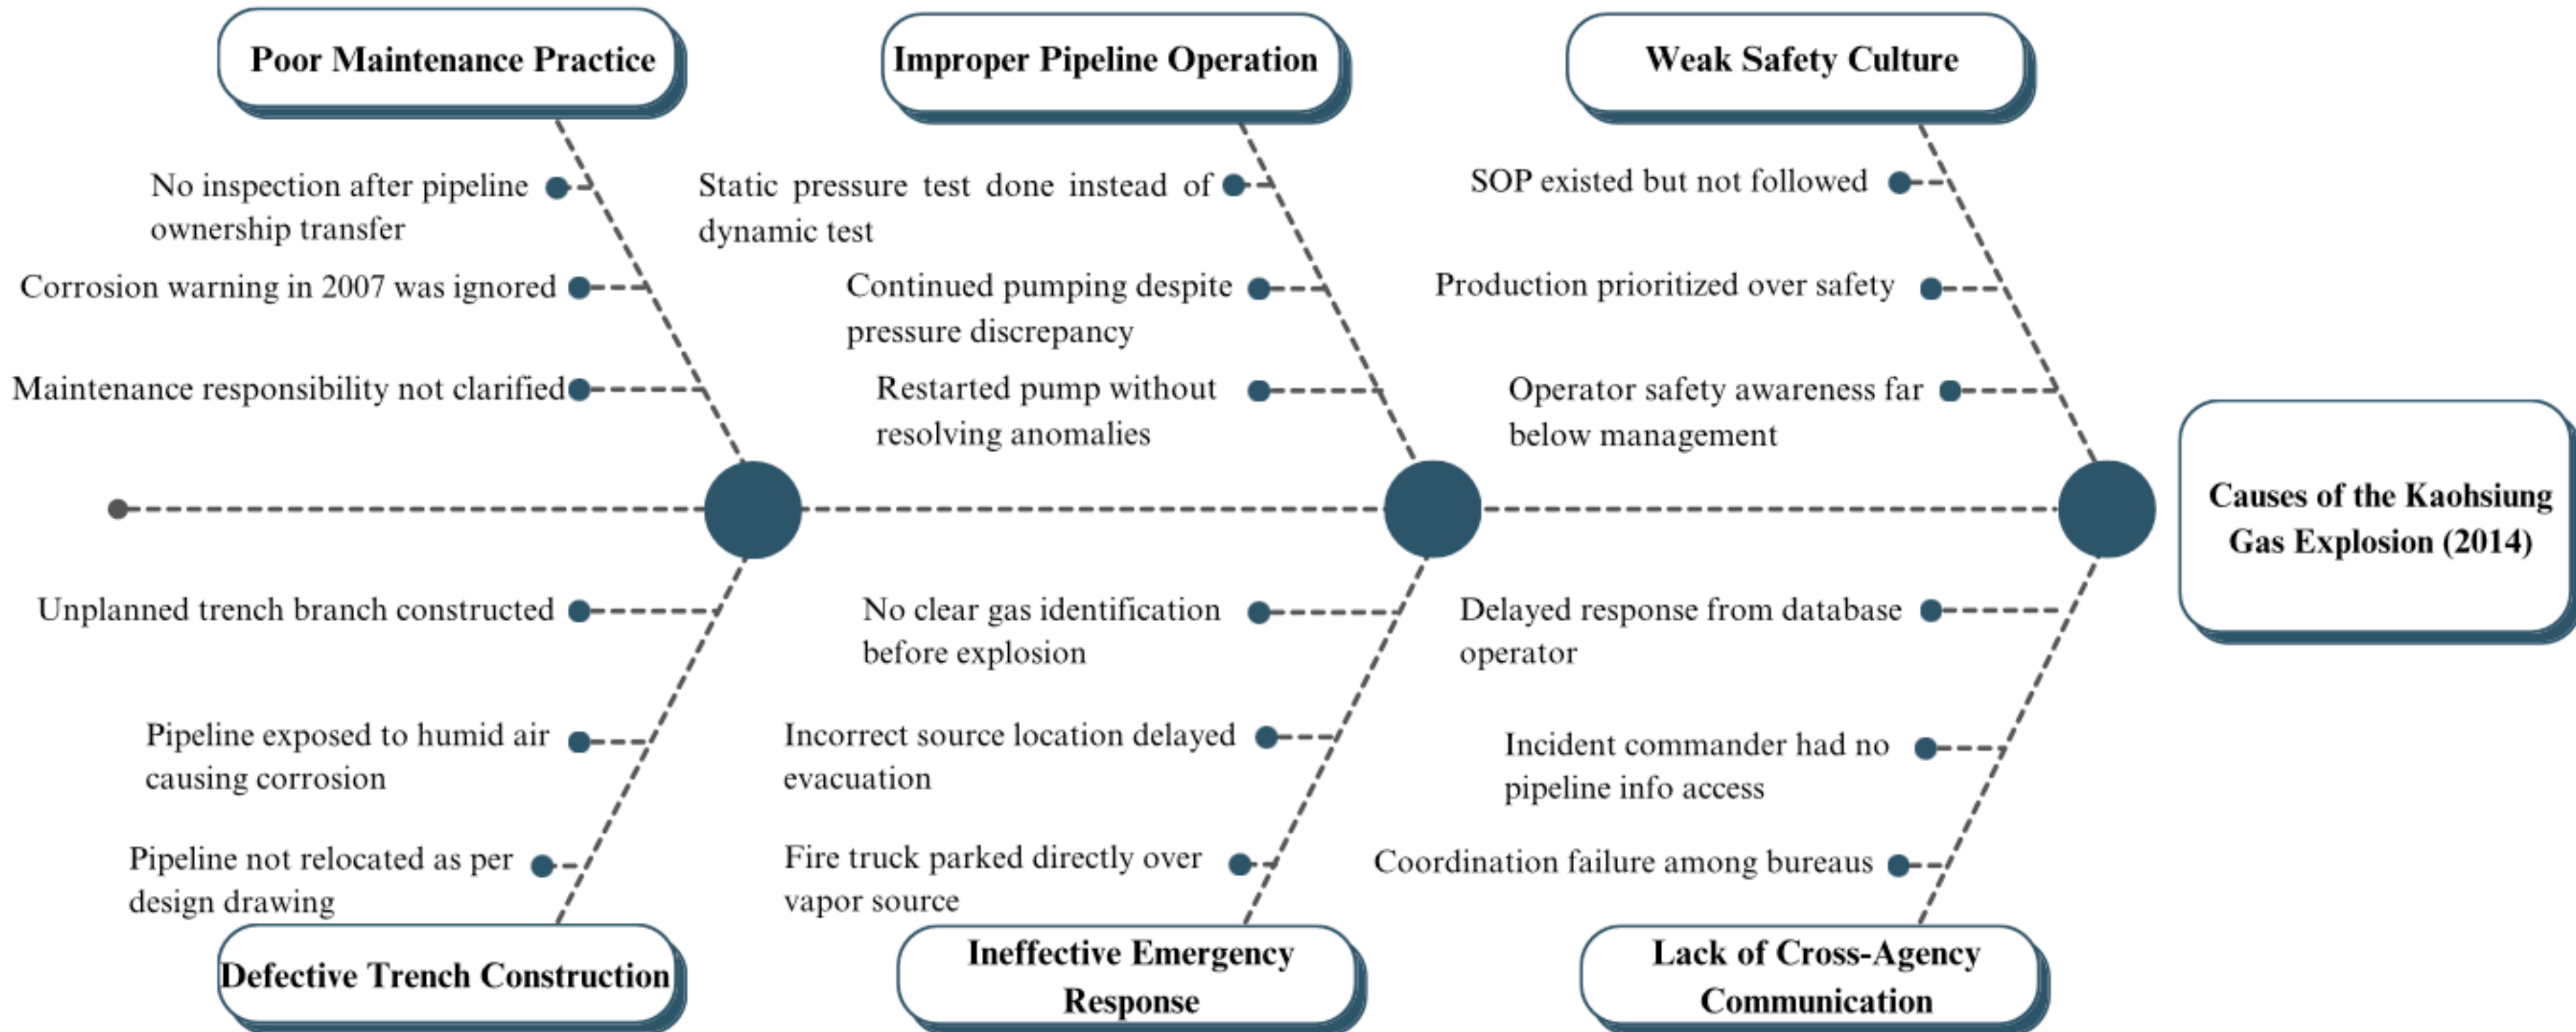 Poor Maintenance Practice
No inspection after pipeline
ownership transfer
Corrosion warning in 2007 was ignored
Maintenance responsibility not clarified
Improper Pipeline Operation
Static pressure test done instead of
dynamic test
Continued pumping despite
pressure discrepancy
Restarted pump without
resolving anomalies
Weak Safety Culture
SOP existed but not followed
Production prioritized over safety
Operator safety awareness far
below management
Causes of the Kaohsiung
Gas Explosion (2014)
Unplanned trench branch constructed
Pipeline exposed to humid air
causing corrosion
Pipeline not relocated as per
design drawing
Defective Trench Construction
No clear gas identification
before explosion
Incorrect source location delayed
evacuation
Fire truck parked directly over
vapor source
Ineffective Emergency
Response
Delayed response from database
operator
Incident commander had no
pipeline info access
Coordination failure among bureaus
Lack of Cross-Agency
Communication